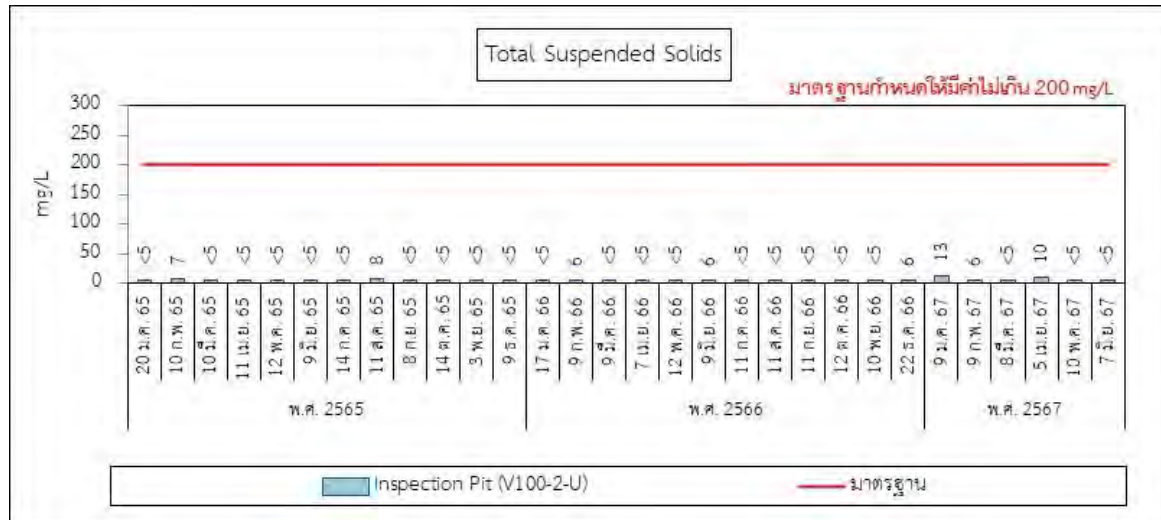 Total Suspended Solids
มาตรฐานกำหนดให้มีค่าไม่เกิน 200 mg/L
300
250
200
150
100
50
0
mg/L
<5 7 <5 <5 <5 <5 <5 8 <5 <5 <5 <5 <5 6 <5 <5 <5 6 <5 <5 <5 <5 <5 6 13 6 <5 10 <5 <5
20 ม.ค. 65
10 ก.พ. 65
10 มี.ค. 65
11 เม.ย. 65
12 พ.ค. 65
9 มิ.ย. 65
14 ก.ค. 65
11 ส.ค. 65
8 ก.ย. 65
14 ต.ค. 65
3 พ.ย. 65
9 ธ.ค. 65
17 ม.ค. 66
9 ก.พ. 66
9 มี.ค. 66
7 เม.ย. 66
12 พ.ค. 66
9 มิ.ย. 66
11 ก.ค. 66
11 ส.ค. 66
11 ก.ย. 66
12 ต.ค. 66
10 พ.ย. 66
22 ธ.ค. 66
9 ม.ค. 67
9 ก.พ. 67
8 มี.ค. 67
5 เม.ย. 67
10 พ.ค. 67
7 มิ.ย. 67
พ.ศ. 2565 พ.ศ. 2566 พ.ศ. 2567
Inspection Pit (V100-2-U) มาตรฐาน